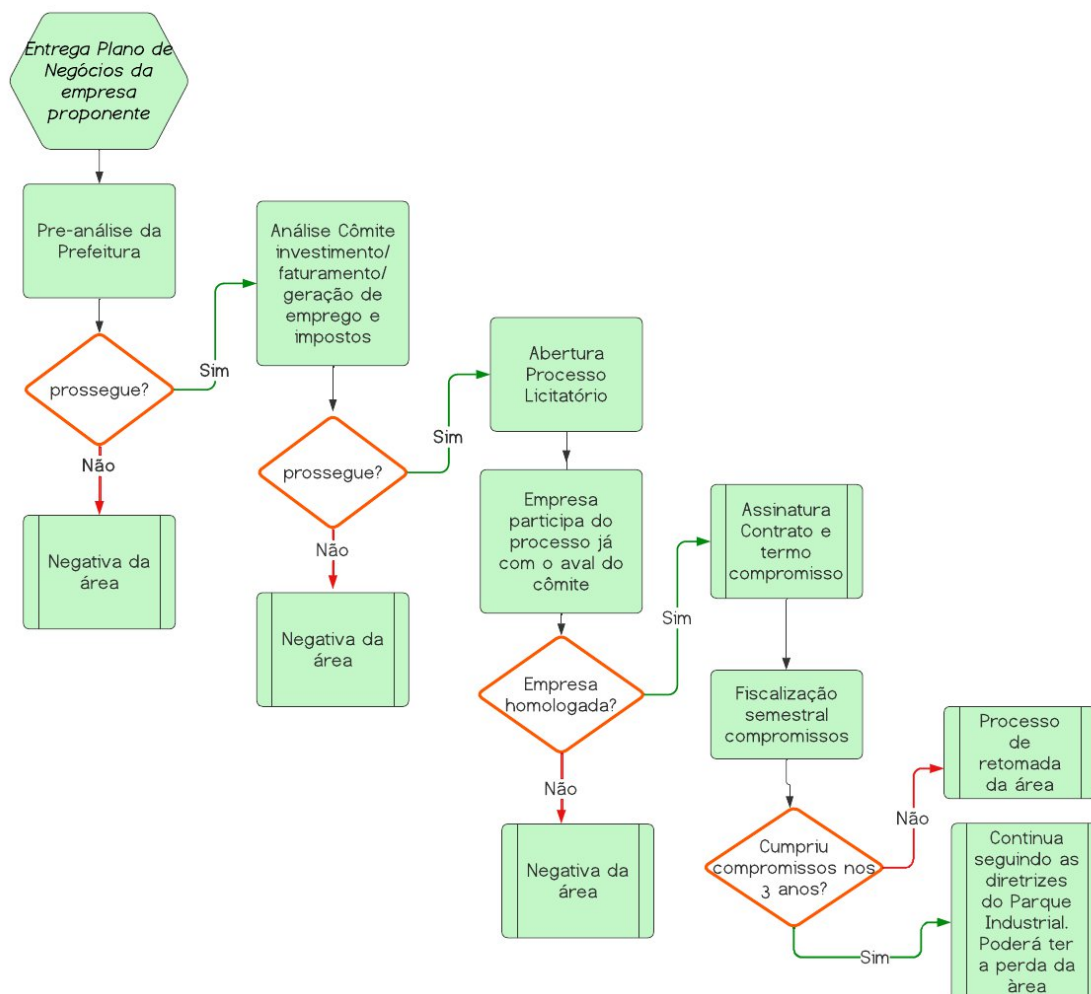 Entrega Plano de
Negócios da
empresa
proponente
Pre-análise da
Prefeitura
prossegue?
Sim
Não
Negativa da
área
Análise Cômite
investimento/
faturamento/
geração de
emprego e
impostos
prossegue?
Sim
Não
Negativa da
área
Abertura
Processo
Licitatório
Empresa
participa do
processo já
com o aval do
cômite
Empresa
homologada?
Sim
Não
Negativa da
área
Assinatura
Contrato e
termo
compromisso
Fiscalização
semestral
compromissos
Cumpriu
compromissos nos
3 anos?
Não
Processo
de
retomada
da área
Sim
Continua
seguindo as
diretrizes
do Parque
Industrial.
Poderá ter
a perda da
àrea